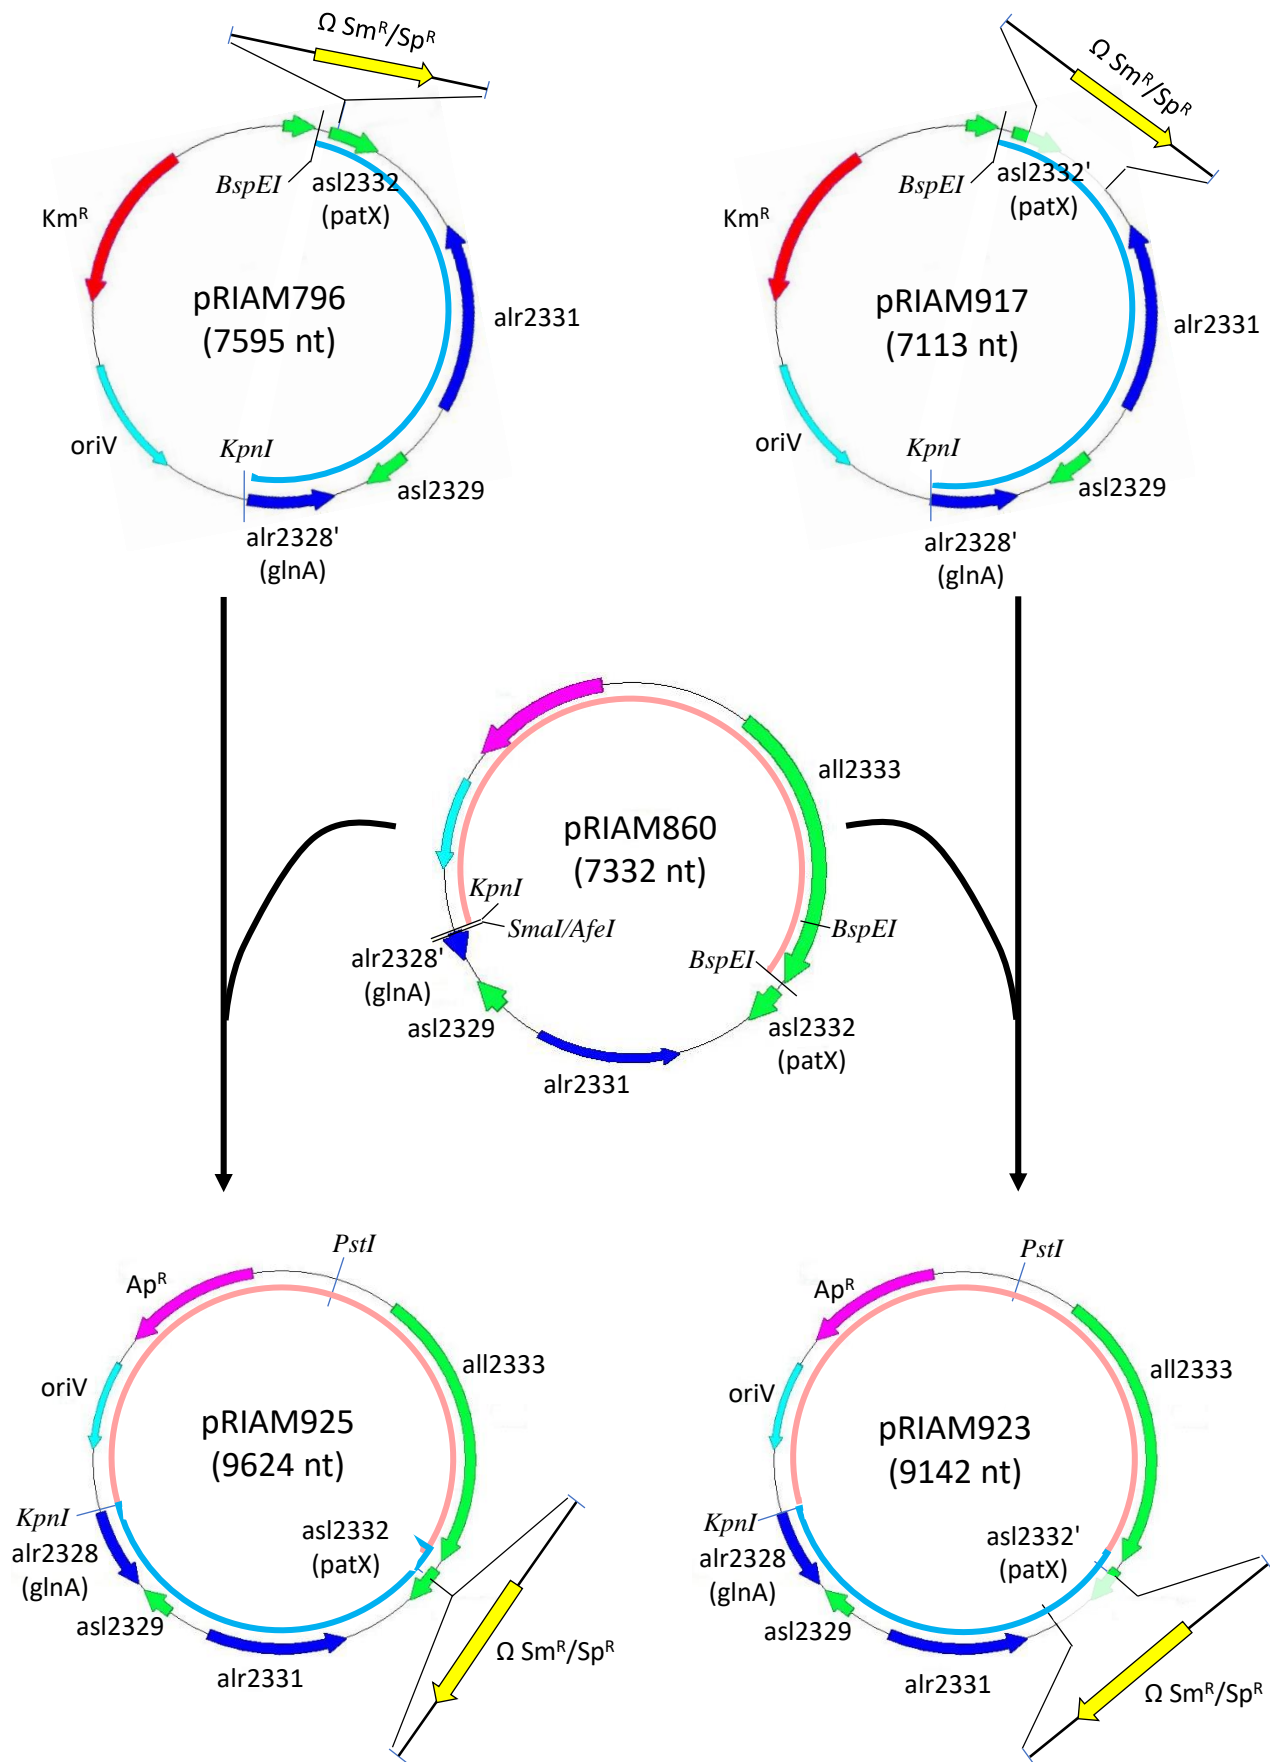 Ω Smᴿ/Spᴿ
BspEI
asl2332
(patX)
Kmᴿ
pRIAM796
(7595 nt)
alr2331
oriV
KpnI
asl2329
alr2328'
(glnA)
Ω Smᴿ/Spᴿ
BspEI
asl2332'
(patX)
Kmᴿ
pRIAM917
(7113 nt)
alr2331
oriV
KpnI
asl2329
alr2328'
(glnA)
all2333
pRIAM860
(7332 nt)
KpnI
SmaI/AfeI
BspEI
BspEI
alr2328'
(glnA)
asl2329
asl2332
(patX)
alr2331
PstI
Apᴿ
all2333
oriV
pRIAM925
(9624 nt)
KpnI
asl2332
(patX)
alr2328
(glnA)
asl2329
alr2331
Ω Smᴿ/Spᴿ
PstI
Apᴿ
all2333
oriV
pRIAM923
(9142 nt)
KpnI
asl2332'
(patX)
alr2328
(glnA)
asl2329
alr2331
Ω Smᴿ/Spᴿ